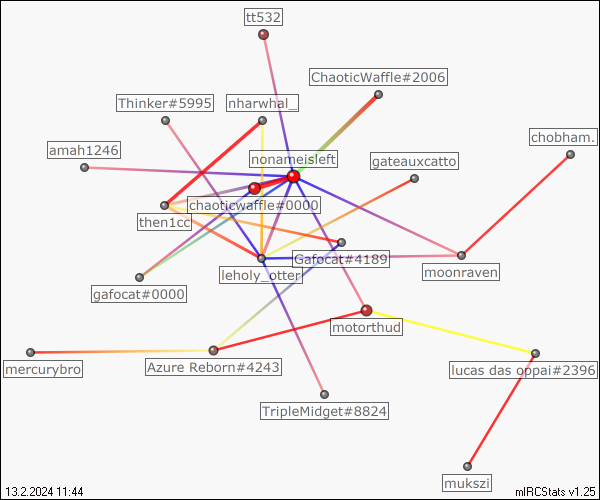 tt532
ChaoticWaffle#2006
Thinker#5995
nharwhal_
chobham.
amah1246
nonameisleft
gateauxcatto
chaoticwaffle#0000
then1cc
Gafocat#4189
leholy_otter
moonraven
gafocat#0000
motorthud
mercurybro
Azure Reborn#4243
lucas das oppai#2396
TripleMidget#8824
mukszi
13.2.2024 11:44
mIRCStats v1.25